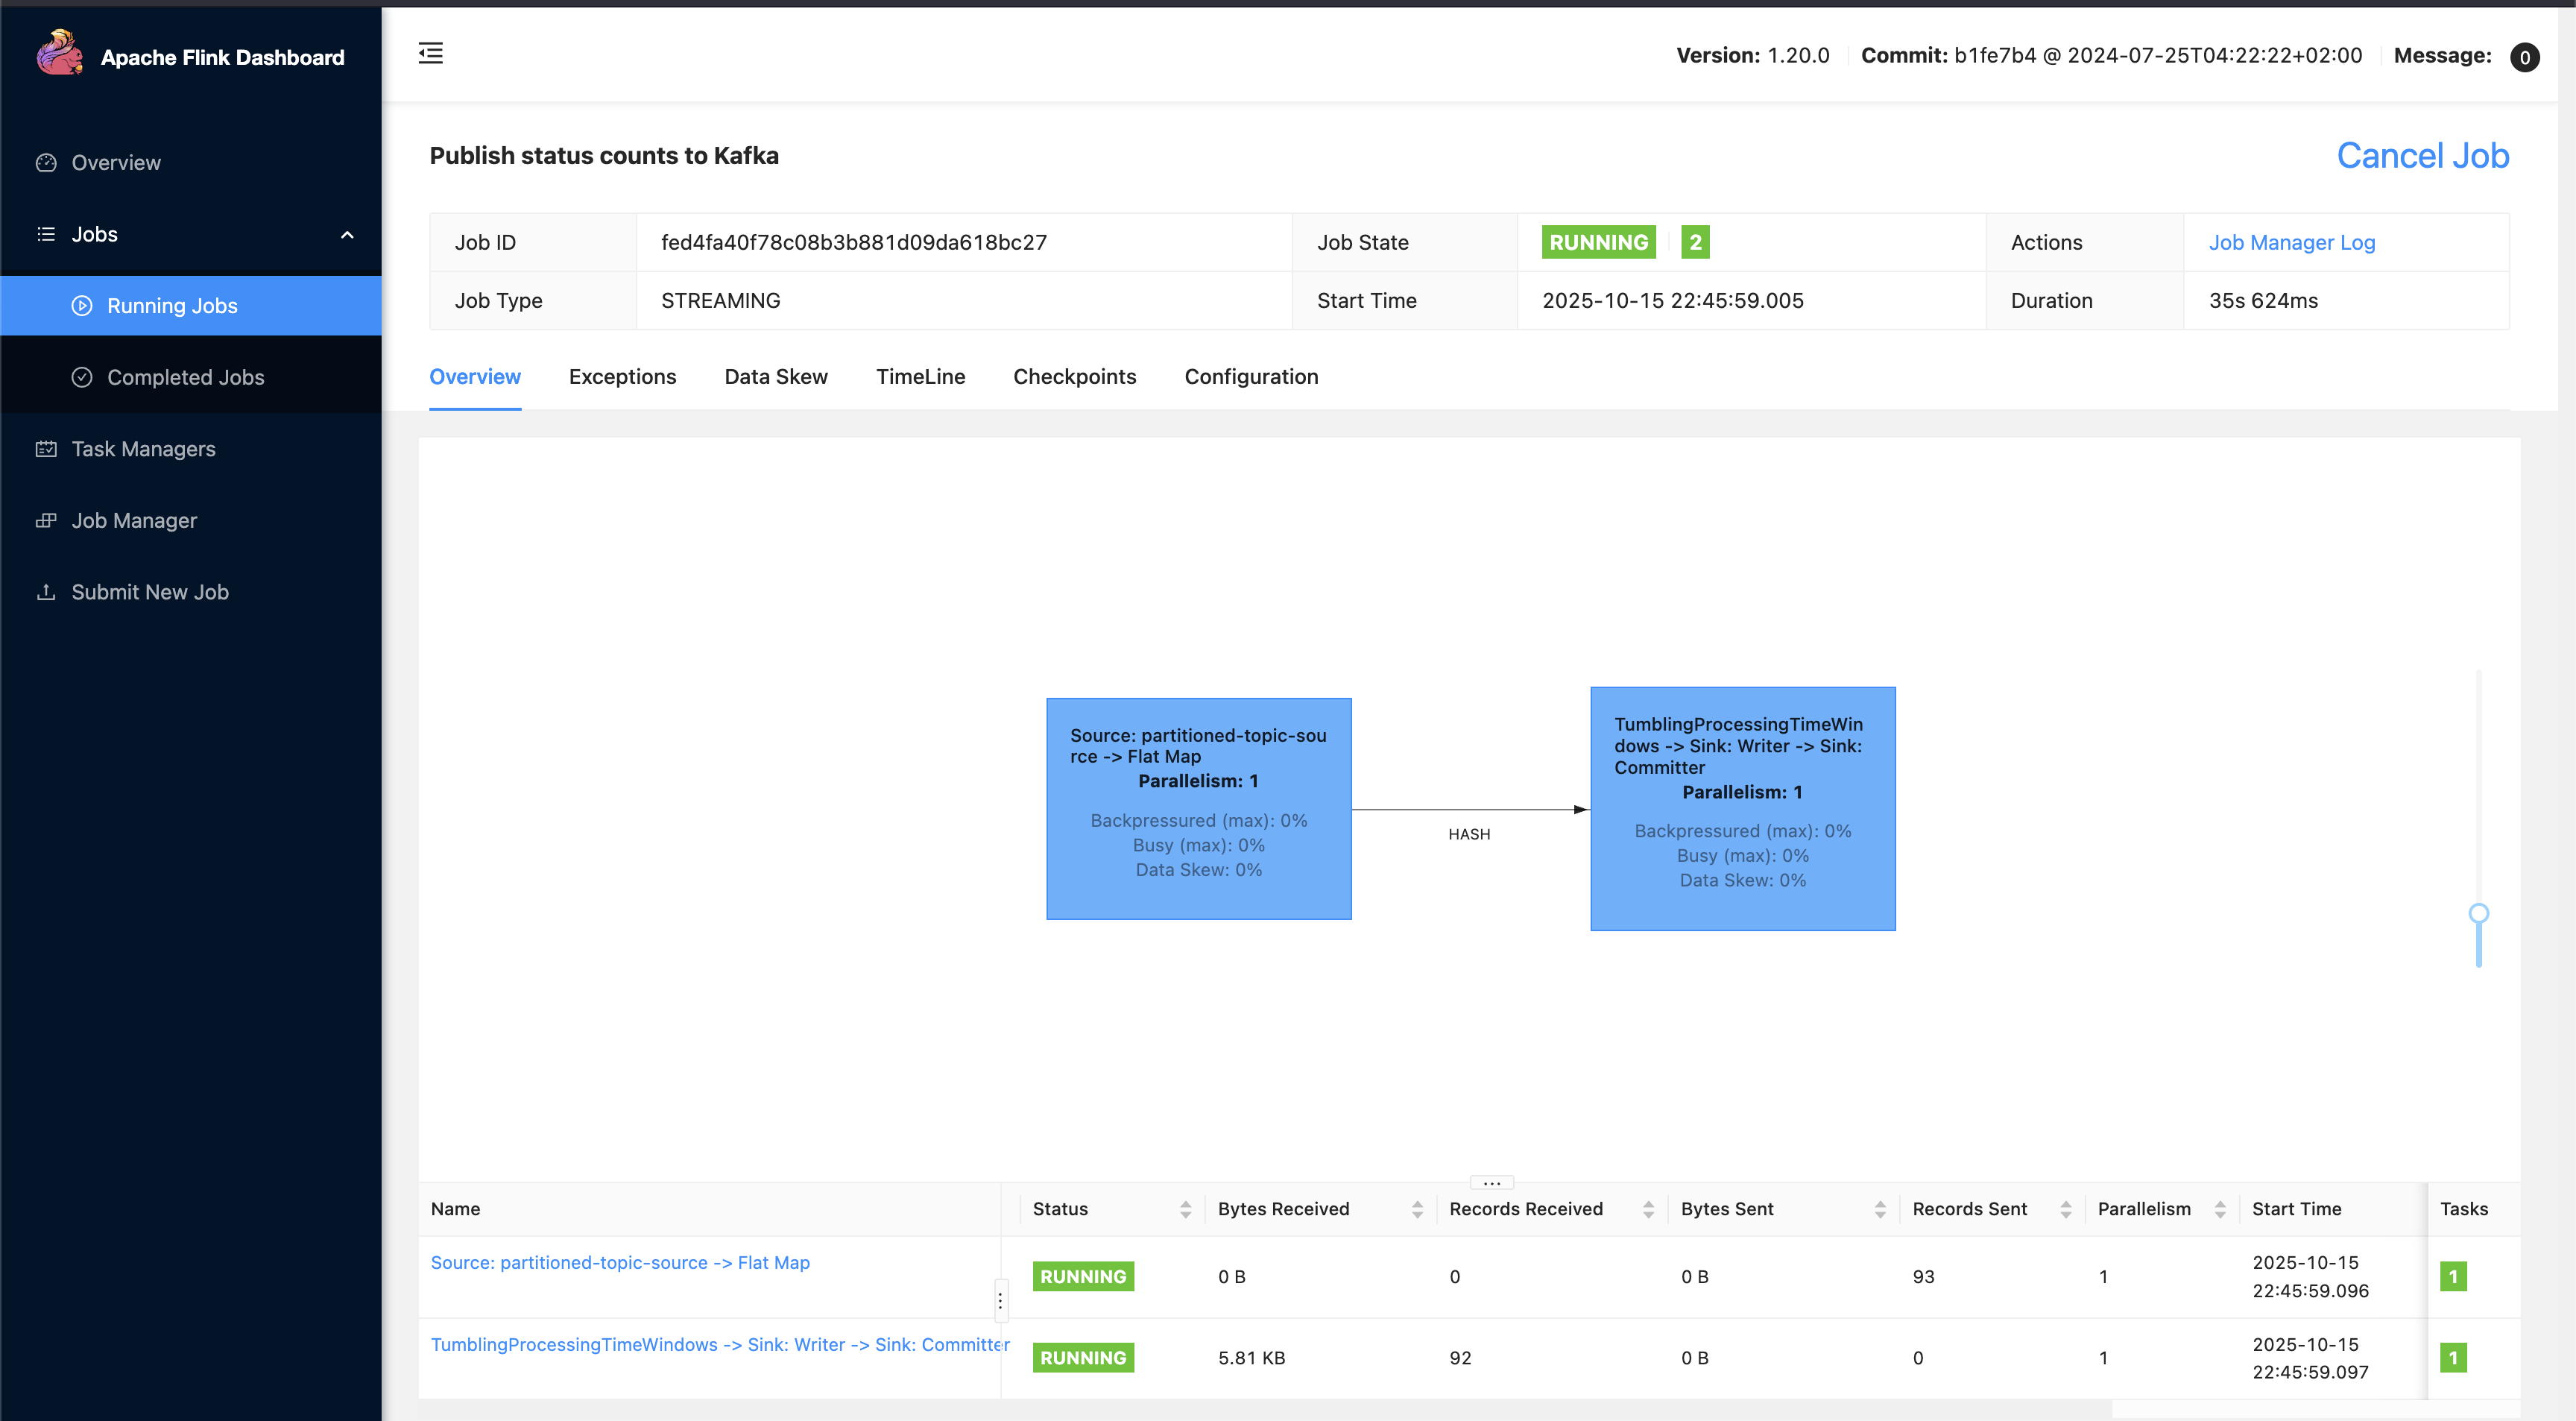 Apache Flink Dashboard
Version: 1.20.0 Commit: b1fe7b4 @ 2024-07-25T04:22:22+02:00 Message: 0
Overview
Jobs
Running Jobs
Completed Jobs
Task Managers
Job Manager
Submit New Job
Publish status counts to Kafka
Cancel Job
Job ID fed4fa40f78c08b3b881d09da618bc27 Job State RUNNING 2 Actions Job Manager Log
Job Type STREAMING Start Time 2025-10-15 22:45:59.005 Duration 35s 624ms
Overview Exceptions Data Skew TimeLine Checkpoints Configuration
Source: partitioned-topic-sou
rce -> Flat Map
Parallelism: 1
Backpressured (max): 0%
Busy (max): 0%
Data Skew: 0%
HASH
TumblingProcessingTimeWin
dows -> Sink: Writer -> Sink:
Committer
Parallelism: 1
Backpressured (max): 0%
Busy (max): 0%
Data Skew: 0%
Name Status Bytes Received Records Received Bytes Sent Records Sent Parallelism Start Time Tasks
Source: partitioned-topic-source -> Flat Map RUNNING 0 B 0 0 B 93 1 2025-10-15 22:45:59.096 1
TumblingProcessingTimeWindows -> Sink: Writer -> Sink: Committer RUNNING 5.81 KB 92 0 B 0 1 2025-10-15 22:45:59.097 1